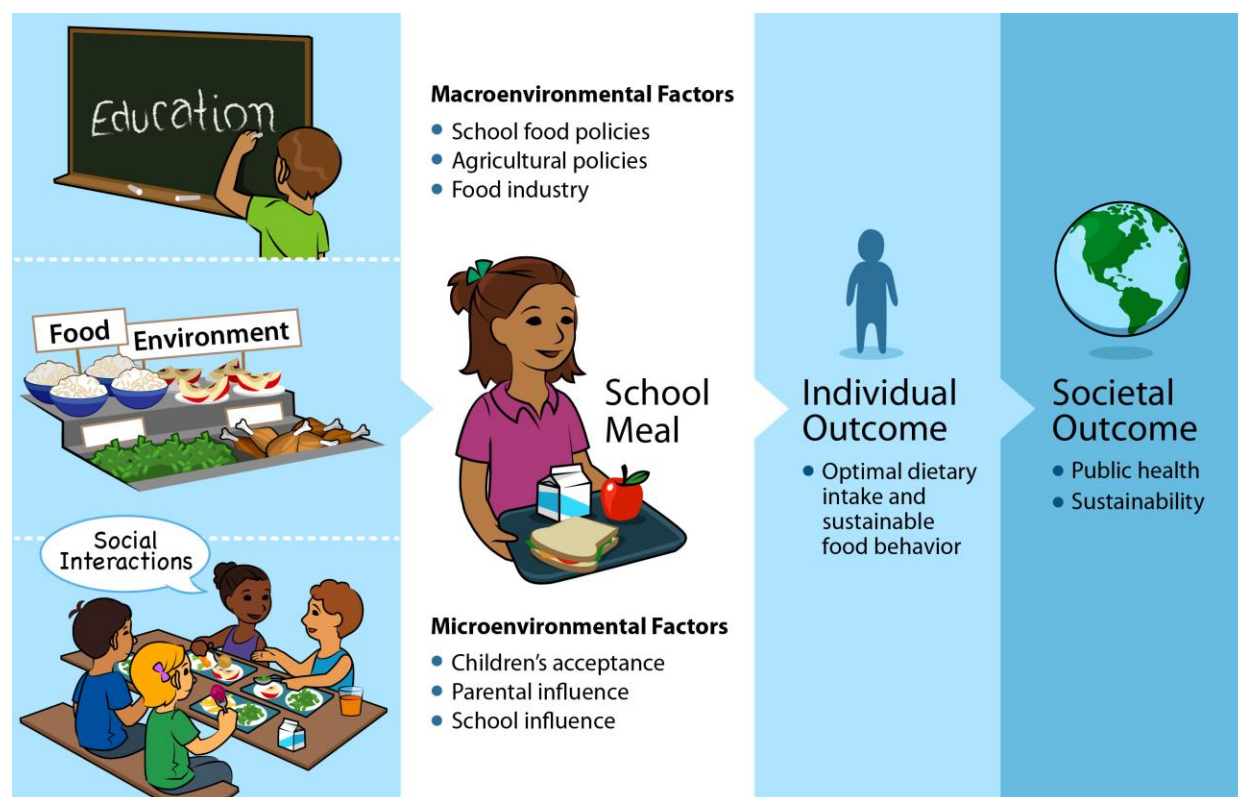 Education
Food
Environment
Social
Interactions
Macroenvironmental Factors
• School food policies
• Agricultural policies
• Food industry
School
Meal
Microenvironmental Factors
• Children’s acceptance
• Parental influence
• School influence
Individual
Outcome
• Optimal dietary
intake and
sustainable
food behavior
Societal
Outcome
• Public health
• Sustainability